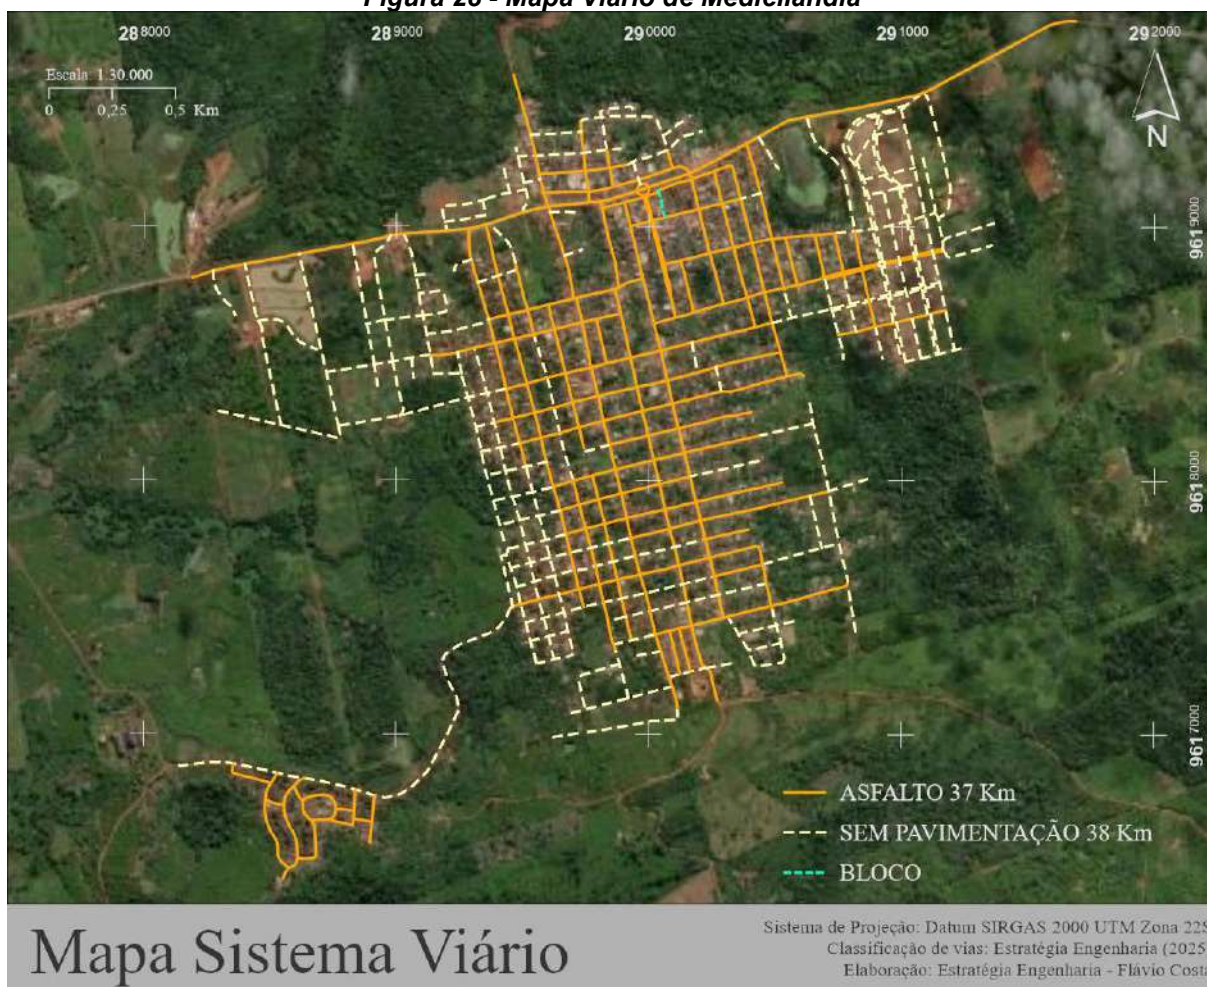 Figura 28 - Mapa Viário de Medicilândia
288000 289000 290000 291000 292000
Escala: 1:30.000
0 0,25 0,5 Km
N
9619000
9618000
9617000
ASFALTO 37 Km
SEM PAVIMENTAÇÃO 38 Km
BLOCO
Mapa Sistema Viário
Sistema de Projeção: Datum SIRGAS 2000 UTM Zona 22S
Classificação de vias: Estratégia Engenharia (2025
Elaboração: Estratégia Engenharia - Flávio Costa